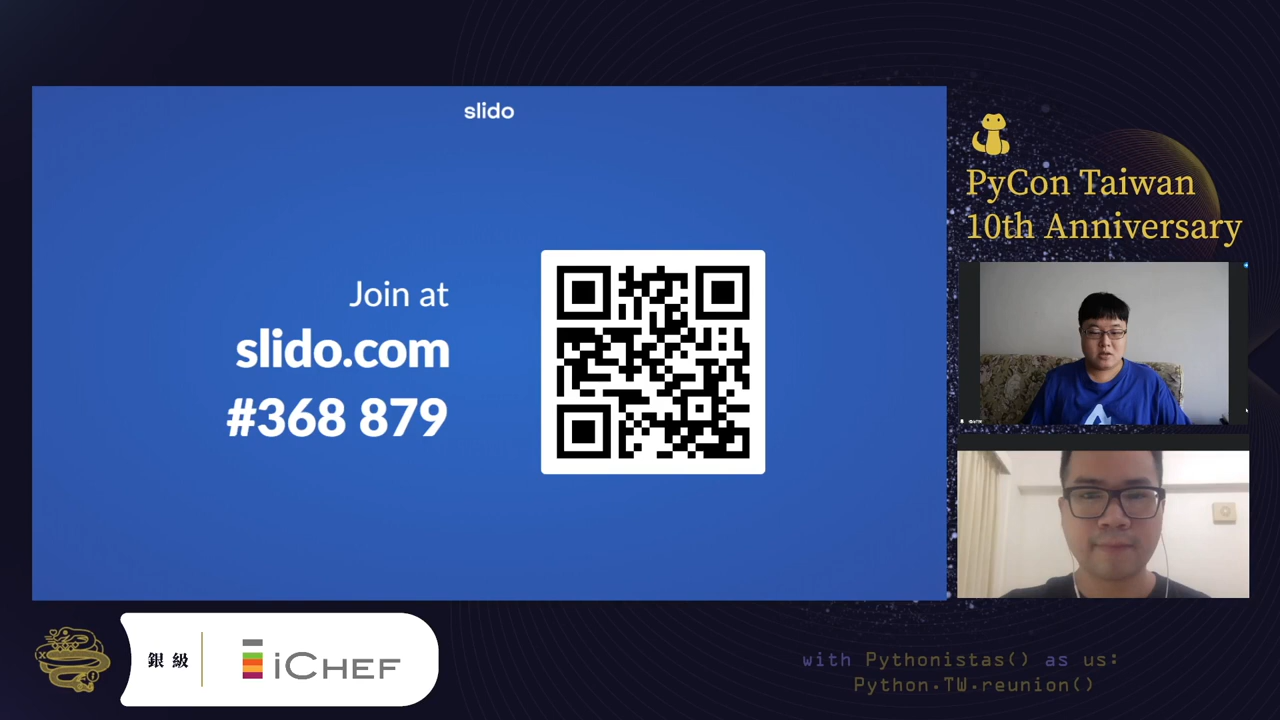 slido
Join at
slido.com
#368 879
PyCon Taiwan
10th Anniversary
銀級
iCHEF
with Pythonistas() as us:
Python.TW.reunion()